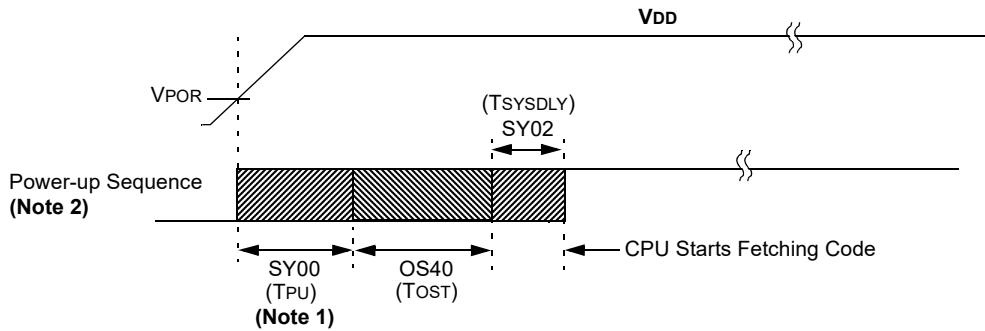 VDD
VPOR
(TSYSDLY)
SY02
Power-up Sequence
(Note 2)
CPU Starts Fetching Code
SY00
(TPU)
(Note 1)
OS40
(TOST)